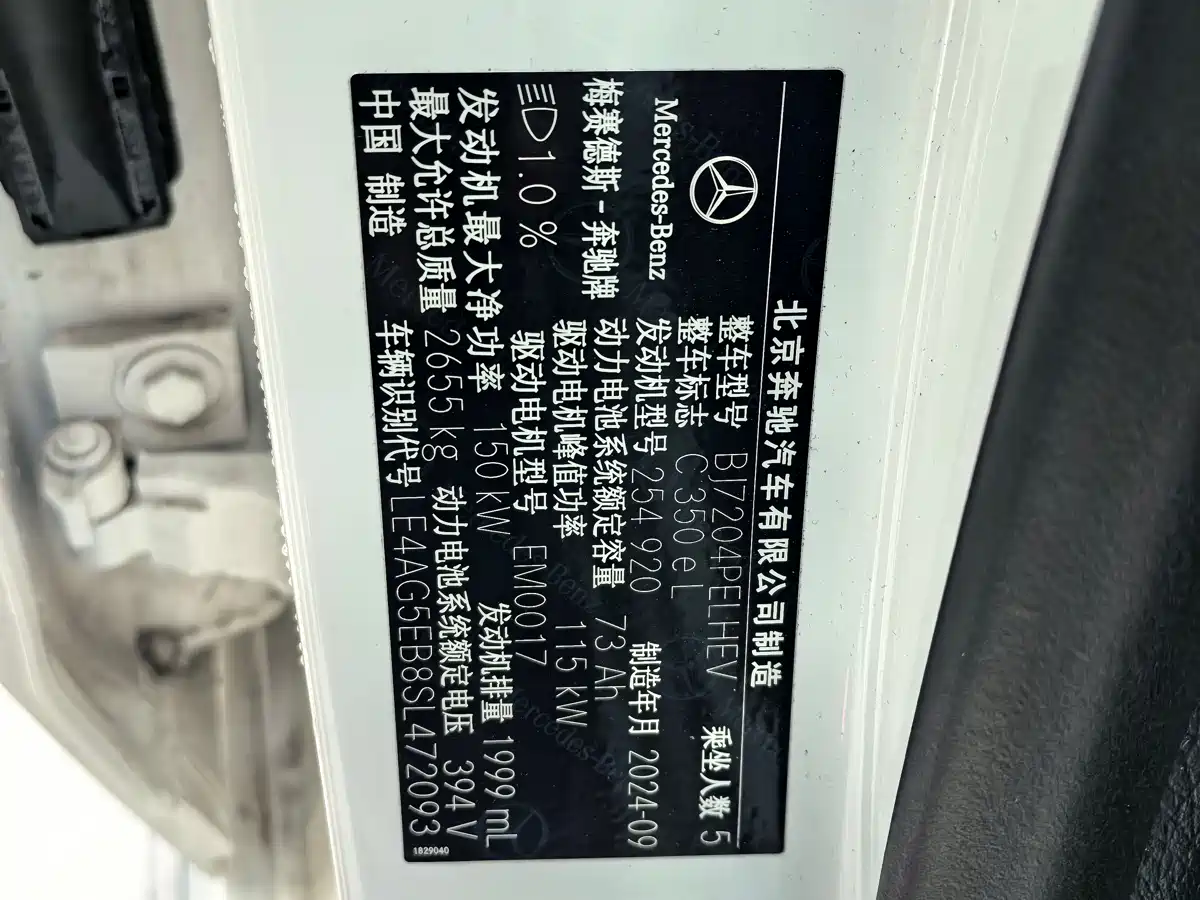 北京奔驰汽车有限公司制造
Mercedes-Benz
梅赛德斯-奔驰牌
整车型号 BJ7204PELHEV 乘坐人数 5
整车标志 C 350 e L
发动机型号 254 920 制造年月 2024-09
动力电池系统额定容量 73 Ah
驱动电机峰值功率 115 kW
1.0 % 驱动电机型号 EM0017
发动机最大净功率 150 kW 发动机排量 1999 mL
最大允许总质量 2655 kg 动力电池系统额定电压 394 V
中国 制造 车辆识别代号 LE4AG5EB8SL472093
1829040